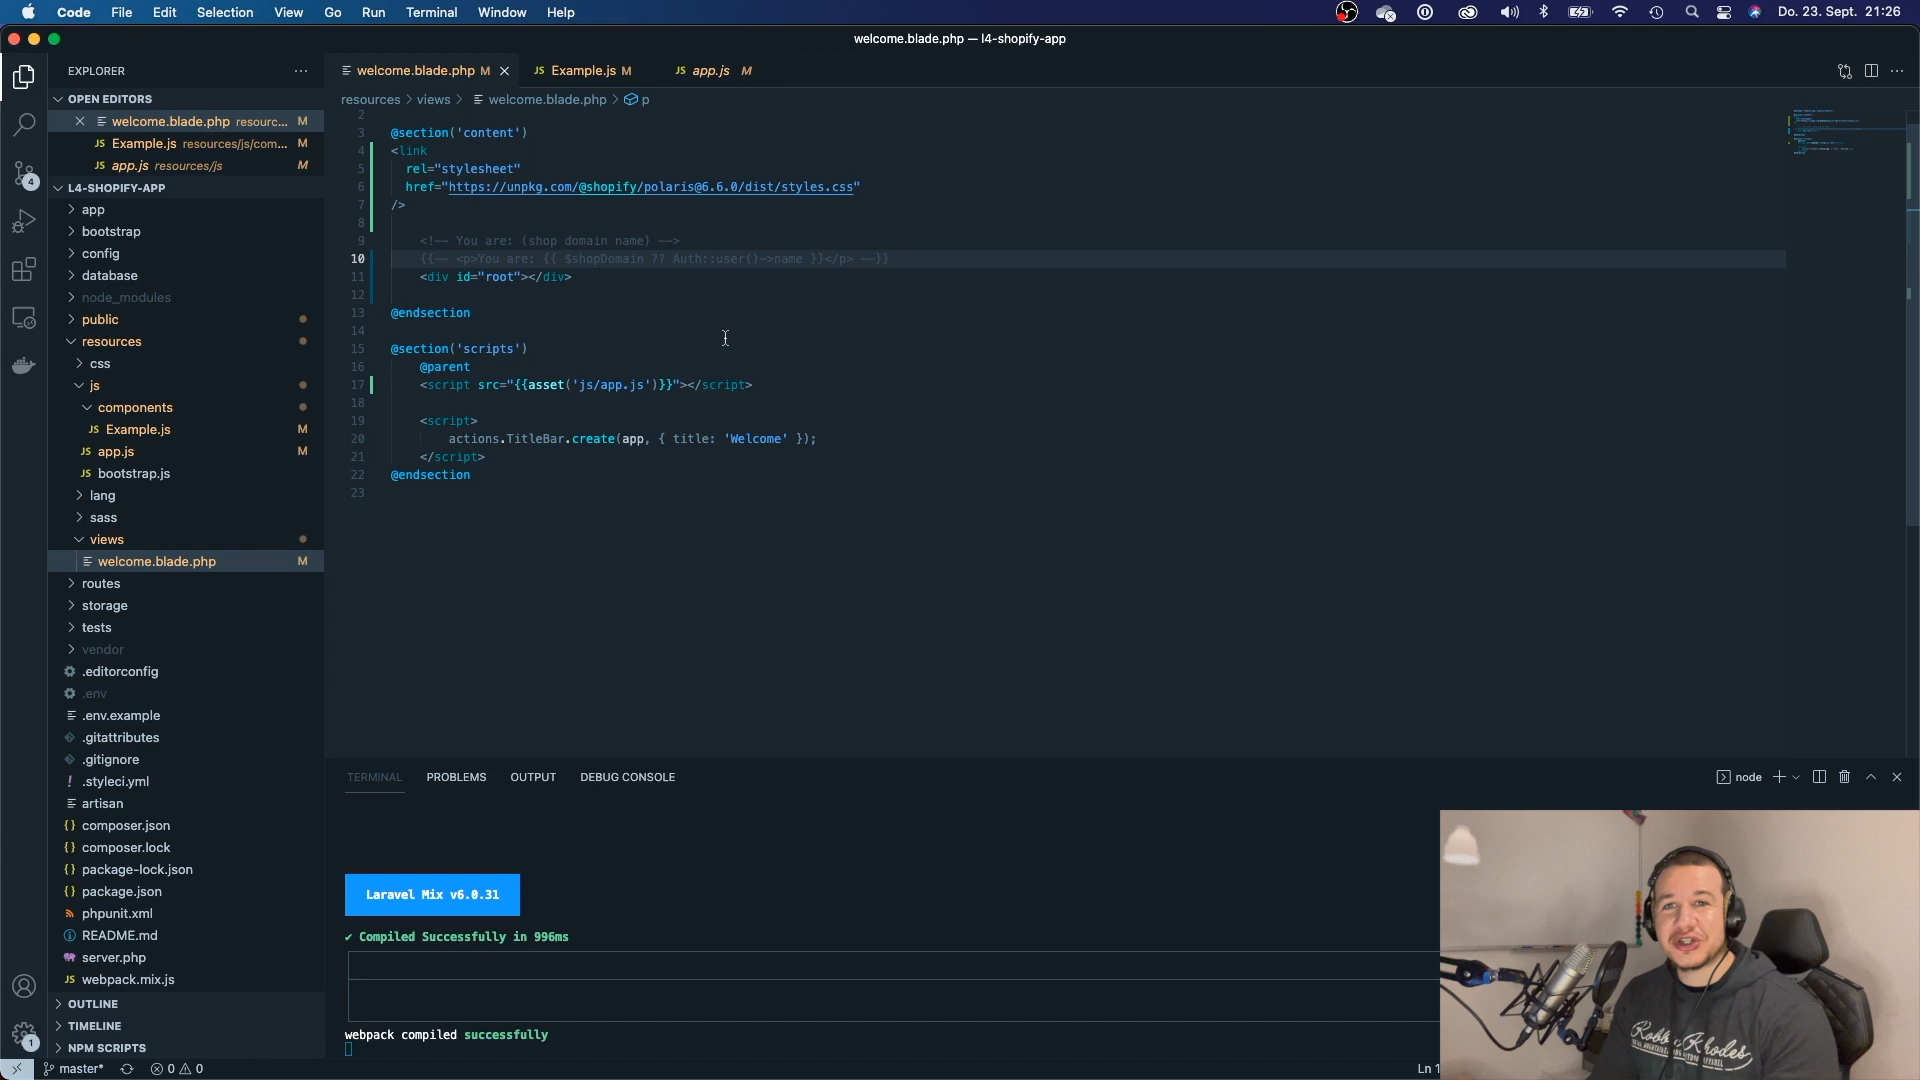 Code File Edit Selection View Go Run Terminal Window Help
Do. 23. Sept. 21:26
welcome.blade.php — l4-shopify-app
EXPLORER
OPEN EDITORS
welcome.blade.php resourc... M
Example.js resources/js/com... M
app.js resources/js M
L4-SHOPIFY-APP
app
bootstrap
config
database
node_modules
public
resources
css
js
components
JS Example.js M
JS app.js M
JS bootstrap.js
lang
sass
views
welcome.blade.php M
routes
storage
tests
vendor
.editorconfig
.env
.env.example
.gitattributes
.gitignore
! .styleci.yml
artisan
{} composer.json
{} composer.lock
{} package-lock.json
{} package.json
phpunit.xml
README.md
server.php
JS webpack.mix.js
OUTLINE
TIMELINE
NPM SCRIPTS
4
1
welcome.blade.php M
JS Example.js M
JS app.js M
resources > views > welcome.blade.php > p
2
3 @section('content')
4 <link
5 rel="stylesheet"
6 href="https://unpkg.com/@shopify/polaris@6.6.0/dist/styles.css"
7 />
8
9 <!-- You are: (shop domain name) -->
10 {{-- <p>You are: {{ $shopDomain ?? Auth::user()->name }}</p> --}}
11 <div id="root"></div>
12
13 @endsection
14
15 @section('scripts')
16 @parent
17 <script src="{{asset('js/app.js')}}"></script>
18
19 <script>
20 actions.TitleBar.create(app, { title: 'Welcome' });
21 </script>
22 @endsection
23
TERMINAL PROBLEMS OUTPUT DEBUG CONSOLE
node
Laravel Mix v6.0.31
✔ Compiled Successfully in 996ms
webpack compiled successfully
master* 0 0
Ln 1
Robbin Rhodes